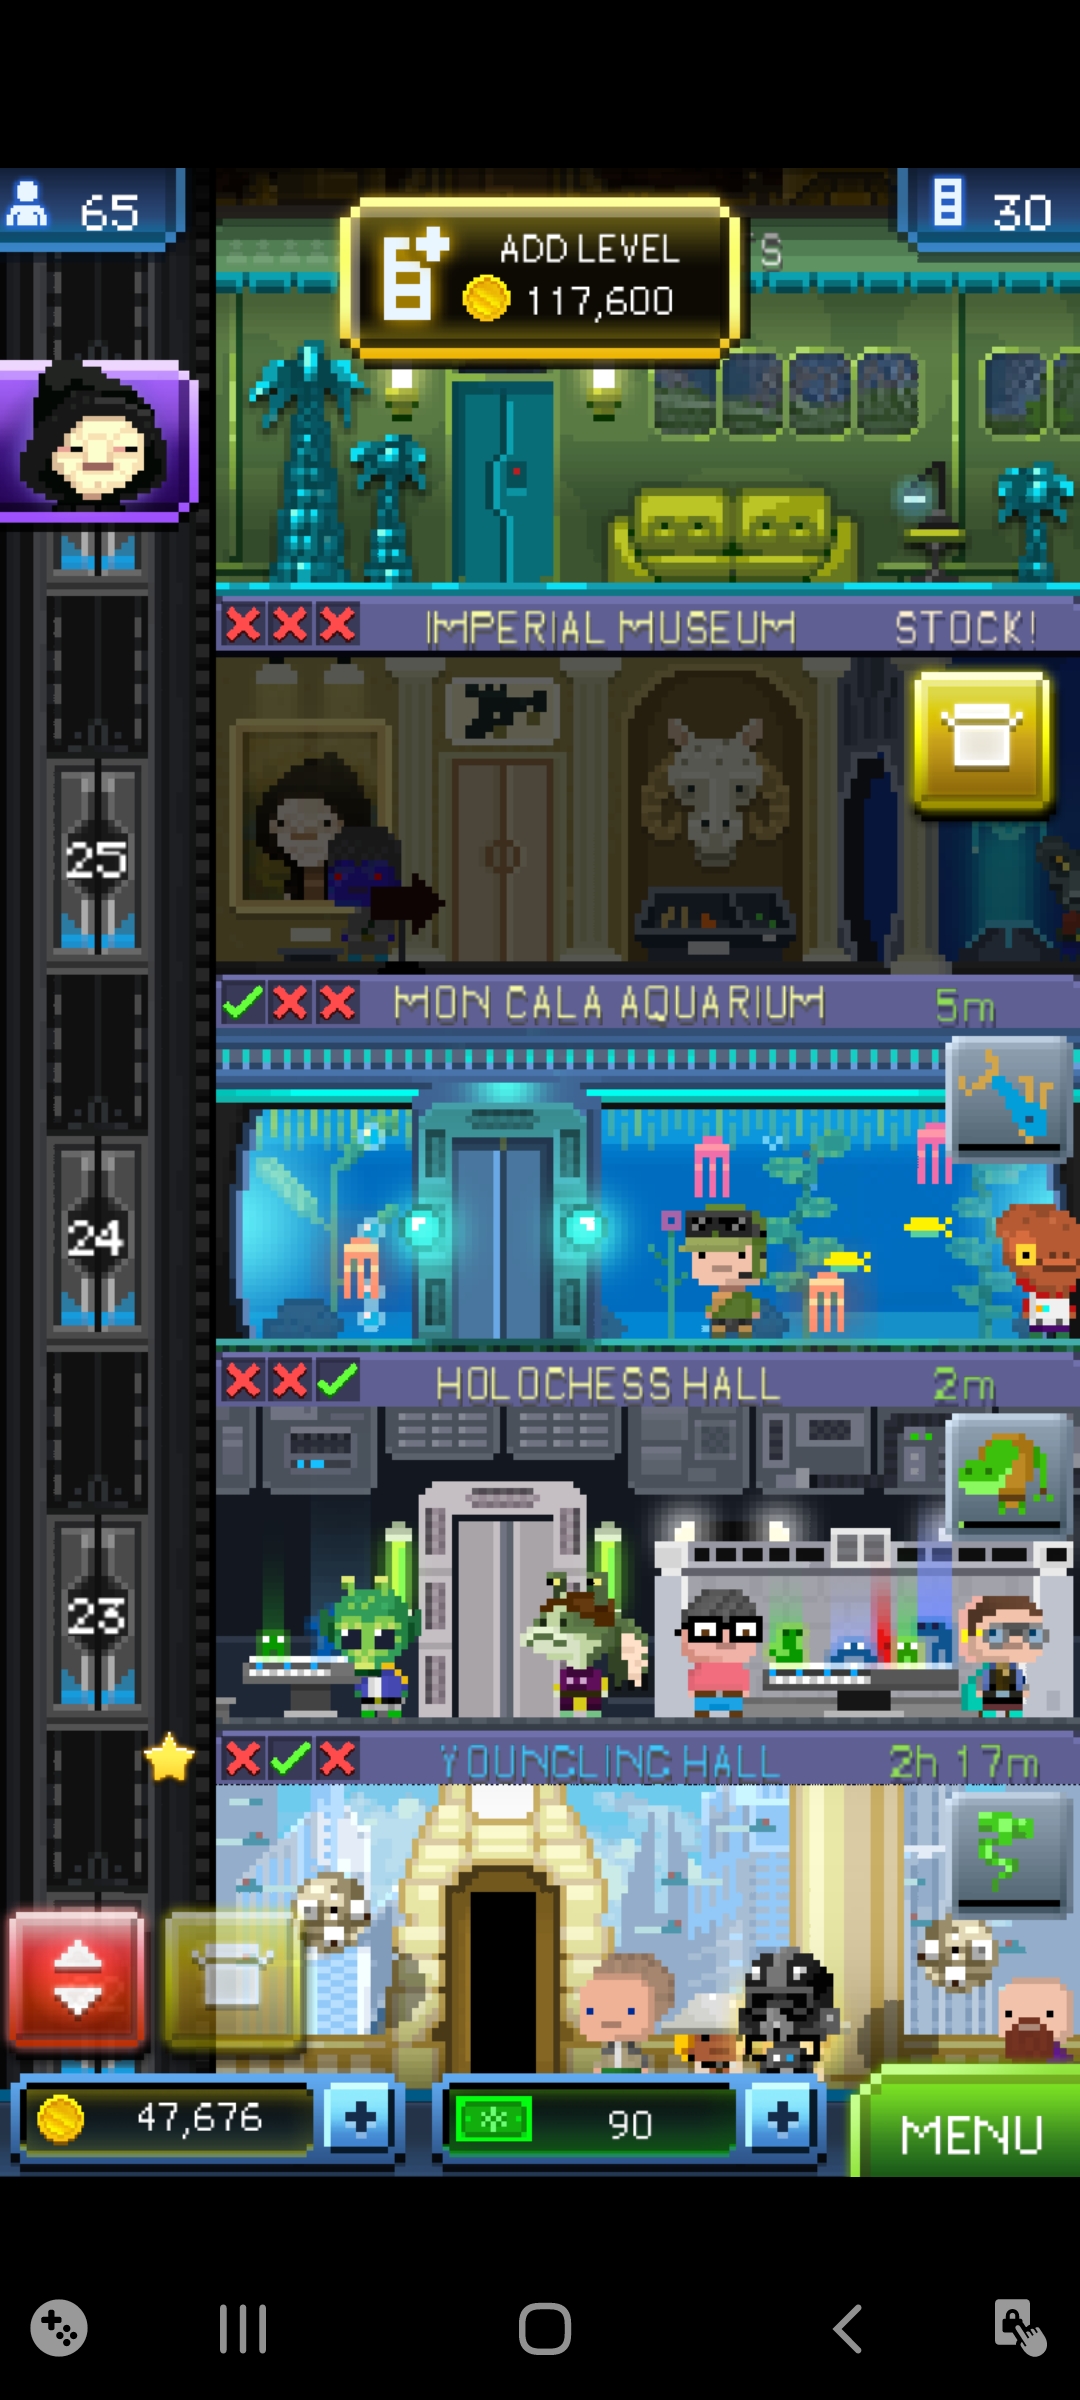 65
30
ADD LEVEL
117,600
S
IMPERIAL MUSEUM STOCK!
25
MON CALA AQUARIUM 5m
24
HOLOCHESS HALL 2m
23
YOUNGLING HALL 2h 17m
47,676
90
MENU